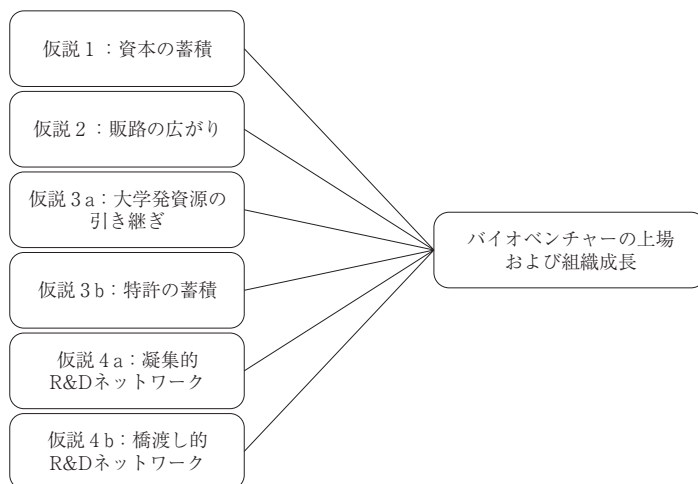 仮説1：資本の蓄積
仮説2：販路の広がり
仮説3a：大学発資源の
引き継ぎ
仮説3b：特許の蓄積
仮説4a：凝集的
R&Dネットワーク
仮説4b：橋渡し的
R&Dネットワーク
バイオベンチャーの上場
および組織成長